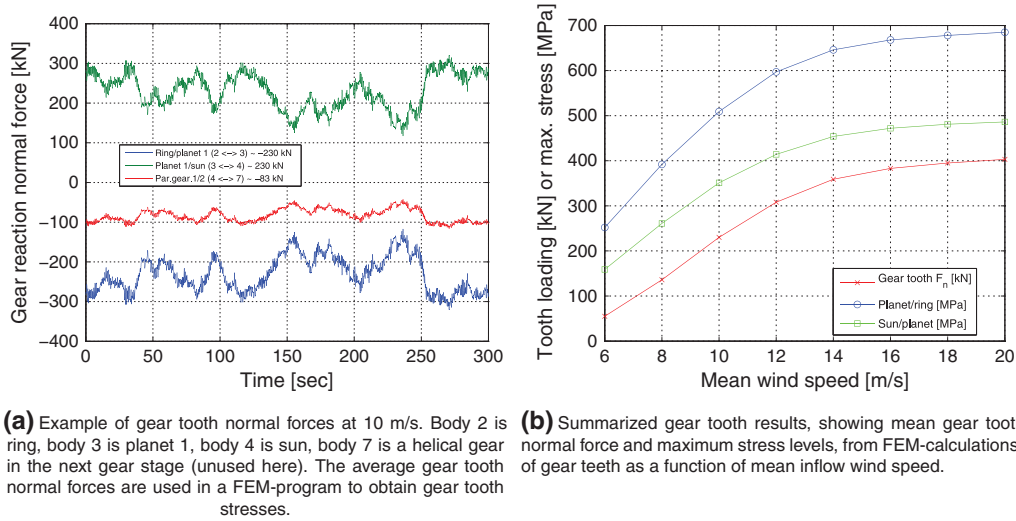 Gear reaction normal force [kN]
400
300
200
100
0
−100
−200
−300
−400
Ring/planet 1 (2 <−> 3) ~ −230 kN
Planet 1/sun (3 <−> 4) ~ 230 kN
Par.gear.1/2 (4 <−> 7) ~ −83 kN
0
50
100
150
200
250
300
Time [sec]
Tooth loading [kN] or max. stress [MPa]
700
600
500
400
300
200
100
0
Gear tooth F_n [kN]
Planet/ring [MPa]
Sun/planet [MPa]
6
8
10
12
14
16
18
20
Mean wind speed [m/s]
(a) Example of gear tooth normal forces at 10 m/s. Body 2 is
ring, body 3 is planet 1, body 4 is sun, body 7 is a helical gear
in the next gear stage (unused here). The average gear tooth
normal forces are used in a FEM-program to obtain gear tooth
stresses.
(b) Summarized gear tooth results, showing mean gear toot
normal force and maximum stress levels, from FEM-calculations
of gear teeth as a function of mean inflow wind speed.